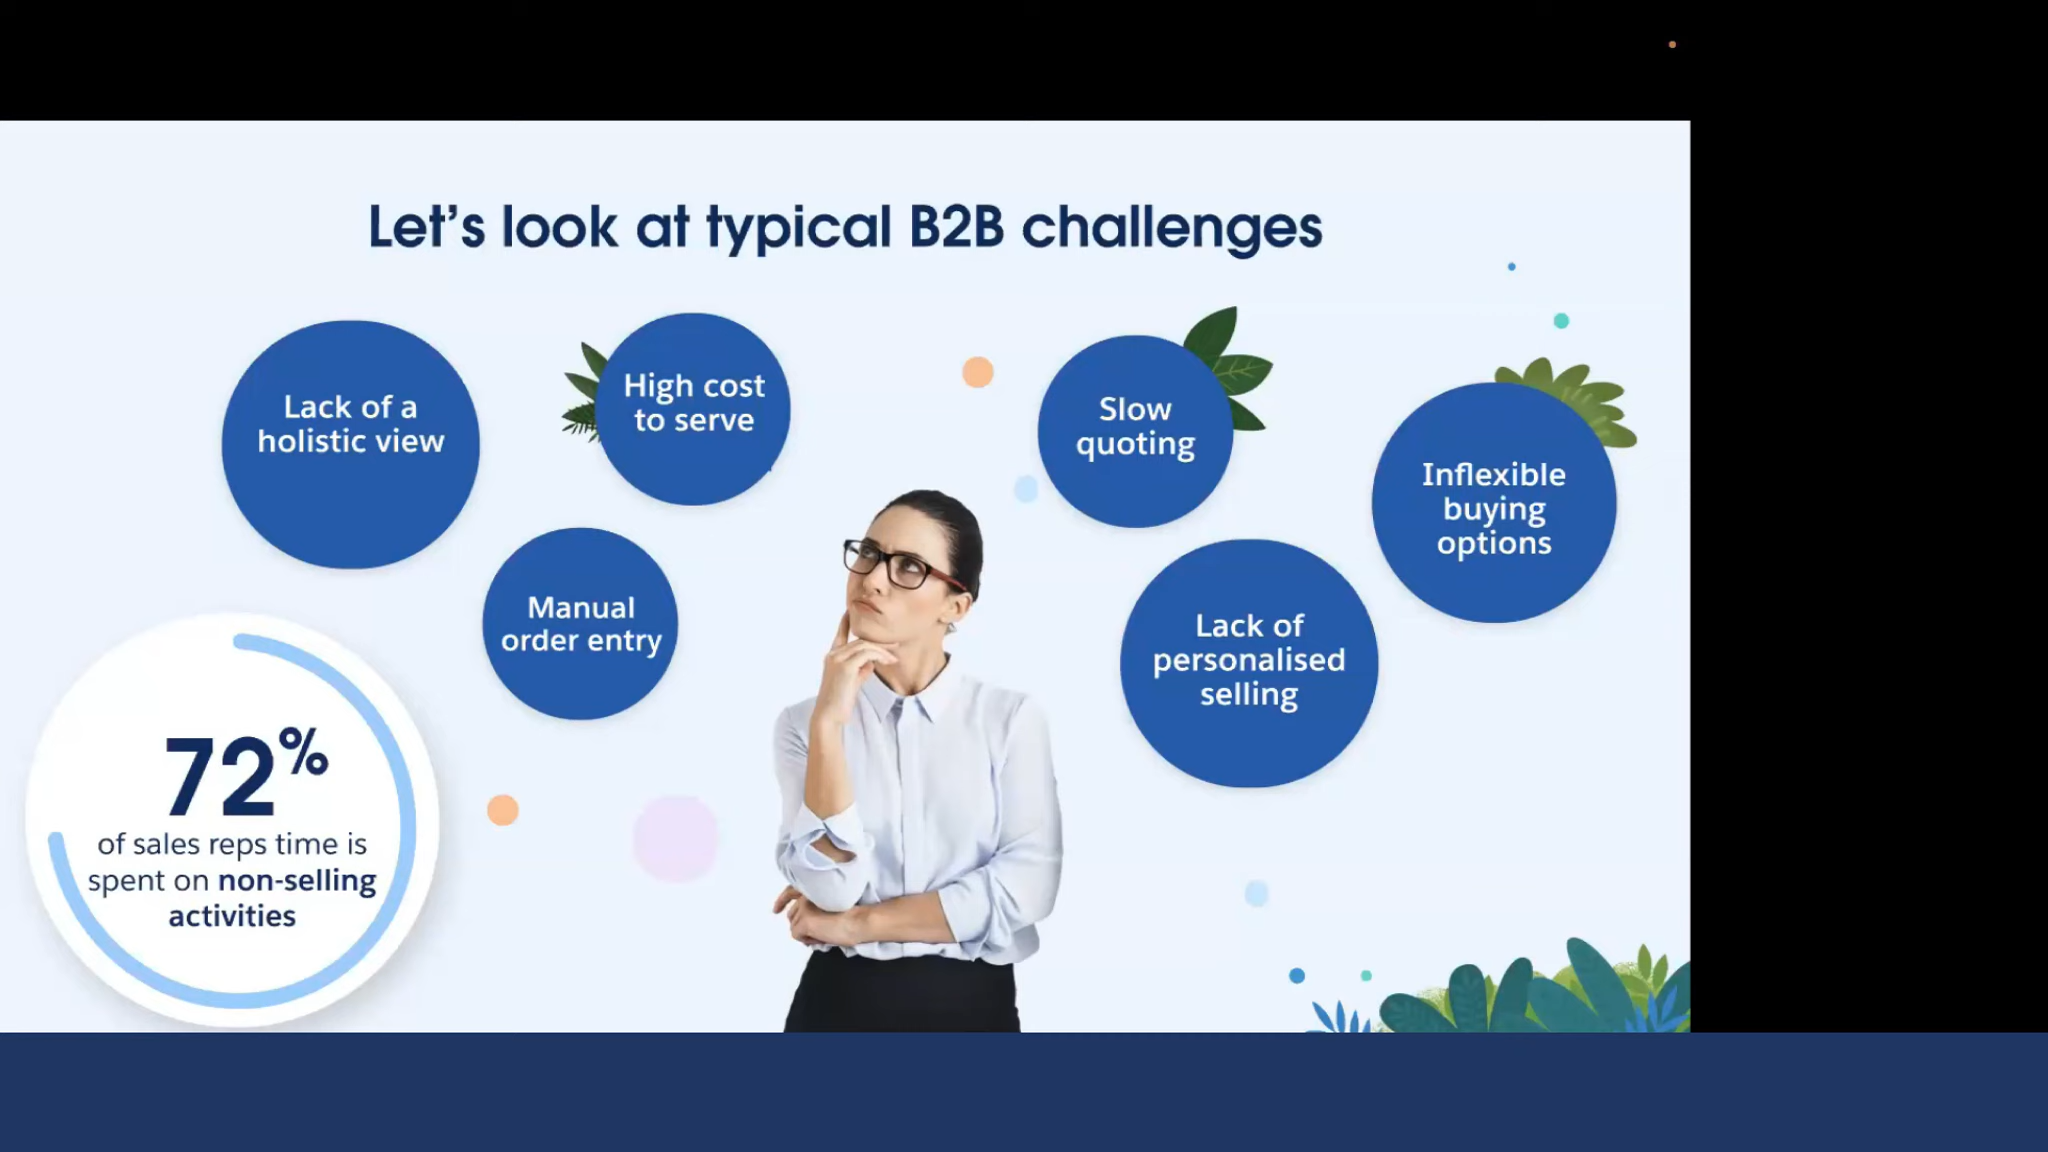 Let's look at typical B2B challenges
Lack of a
holistic view
High cost
to serve
Manual
order entry
Slow
quoting
Inflexible
buying
options
Lack of
personalised
selling
72%
of sales reps time is
spent on non-selling
activities